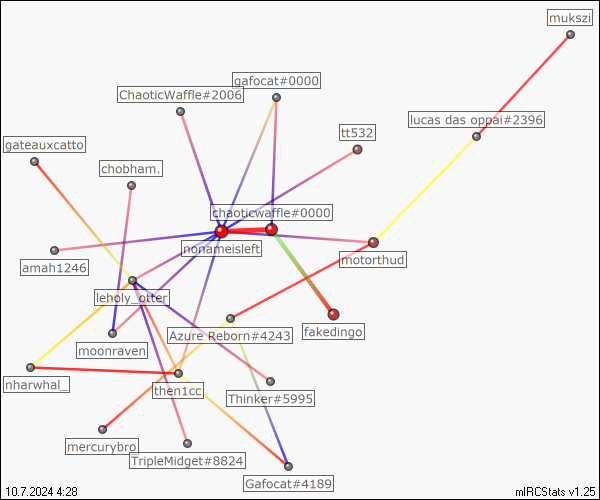 mukszi
gafocat#0000
ChaoticWaffle#2006
lucas das oppai#2396
tt532
gateauxcatto
chobham.
chaoticwaffle#0000
nonameisleft
motorthud
amah1246
leholy_otter
Azure Reborn#4243
fakedingo
moonraven
nharwhal_
then1cc
Thinker#5995
mercurybro
TripleMidget#8824
Gafocat#4189
10.7.2024 4:28
mIRCStats v1.25